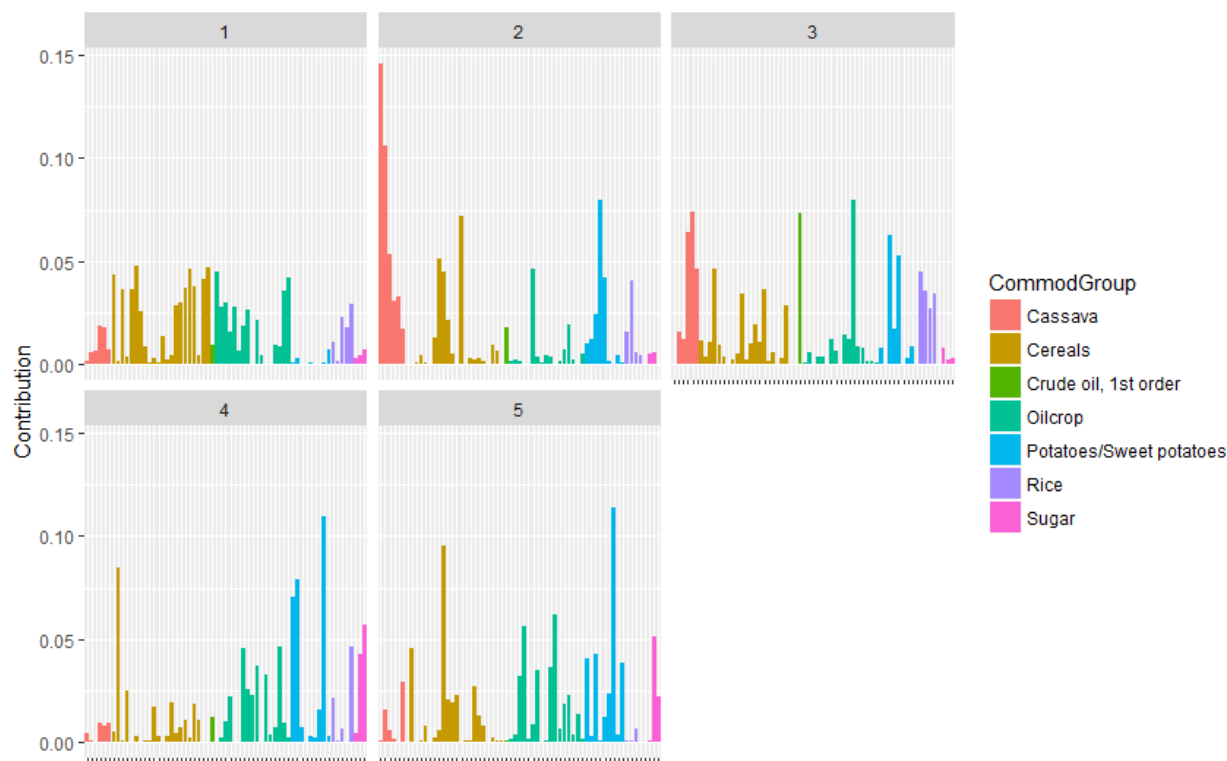 1 2 3
0.15
0.10
0.05
0.00
Contribution
4 5
0.15
0.10
0.05
0.00
CommodGroup
Cassava
Cereals
Crude oil, 1st order
Oilcrop
Potatoes/Sweet potatoes
Rice
Sugar